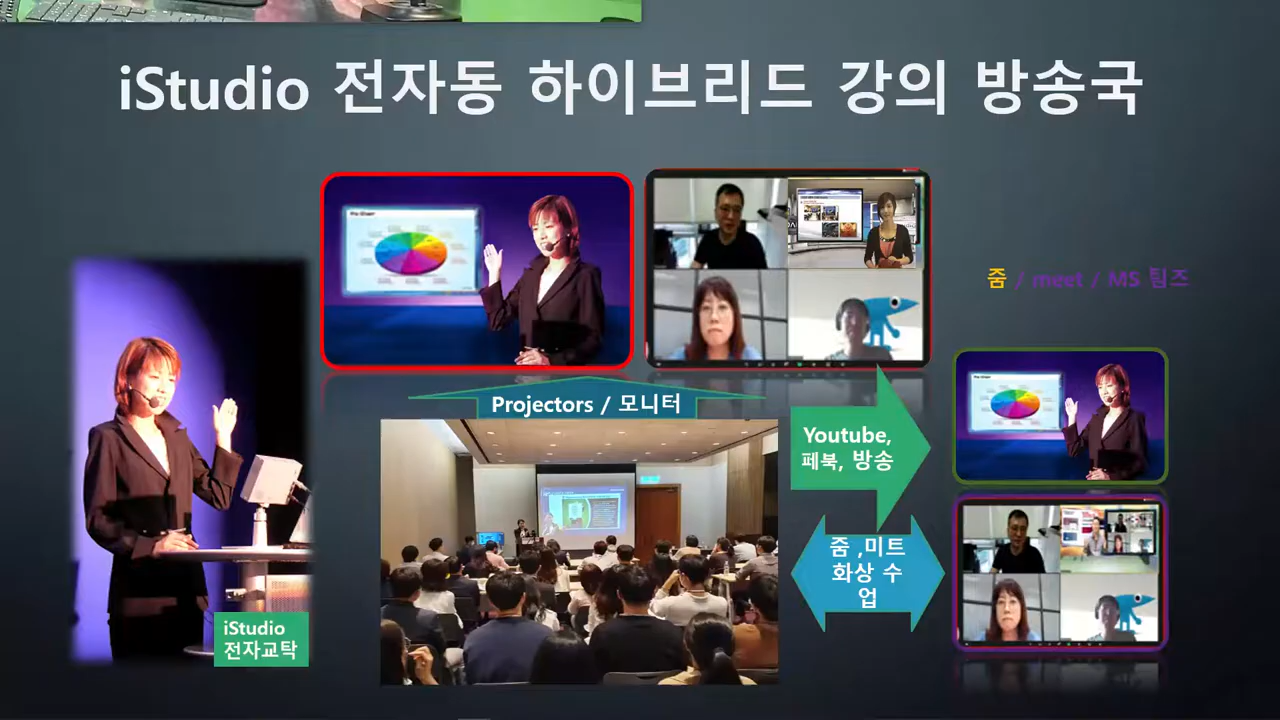 iStudio 전자동 하이브리드 강의 방송국
줌 / meet / MS 팀즈
Projectors / 모니터
Youtube,
페북, 방송
줌 ,미트
화상 수
업
iStudio
전자교탁